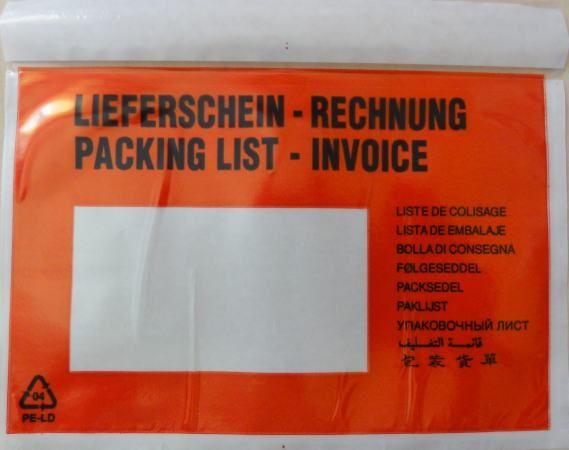 LIEFERSCHEIN - RECHNUNG
PACKING LIST - INVOICE
LISTE DE COLISAGE
LISTA DE EMBALAJE
BOLLA DI CONSEGNA
FØLGESEDDEL
PACKSEDEL
PAKLIJST
УПАКОВОЧНЫЙ ЛИСТ
قائمة التغليف
包裝貨單
04
PE-LD